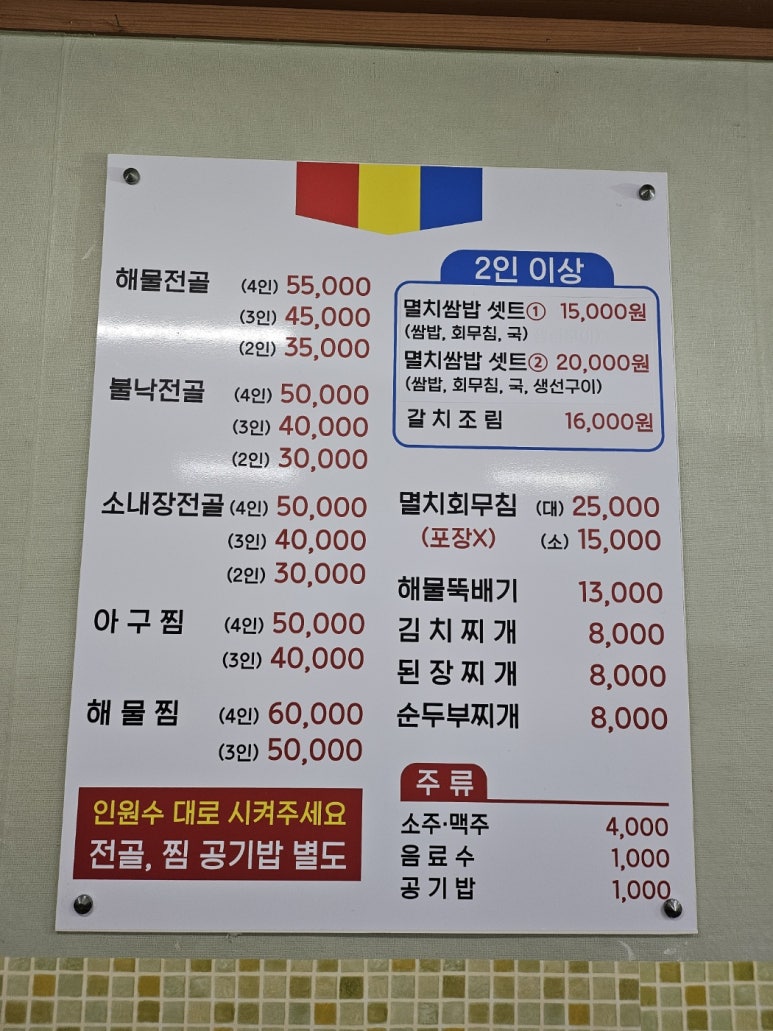 해물전골 (4인) 55,000
(3인) 45,000
(2인) 35,000
불낙전골 (4인) 50,000
(3인) 40,000
(2인) 30,000
소내장전골 (4인) 50,000
(3인) 40,000
(2인) 30,000
아구찜 (4인) 50,000
(3인) 40,000
해물찜 (4인) 60,000
(3인) 50,000
인원수 대로 시켜주세요
전골, 찜 공기밥 별도
2인 이상
멸치쌈밥 셋트① 15,000원
(쌈밥, 회무침, 국)
멸치쌈밥 셋트② 20,000원
(쌈밥, 회무침, 국, 생선구이)
갈치조림 16,000원
멸치회무침 (대) 25,000
(포장X) (소) 15,000
해물뚝배기 13,000
김치찌개 8,000
된장찌개 8,000
순두부찌개 8,000
주류
소주·맥주 4,000
음료수 1,000
공기밥 1,000